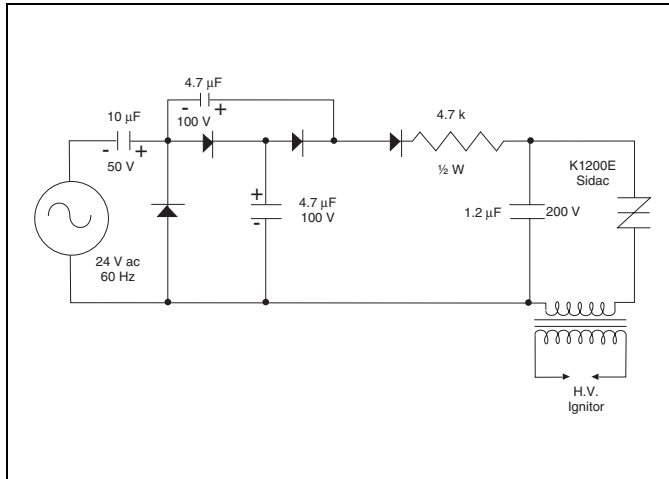 4.7 μF
- +
100 V
10 μF
- +
50 V
4.7 k
½ W
K1200E
Sidac
+
4.7 μF
100 V
-
1.2 μF
200 V
24 V ac
60 Hz
H.V.
Ignitor